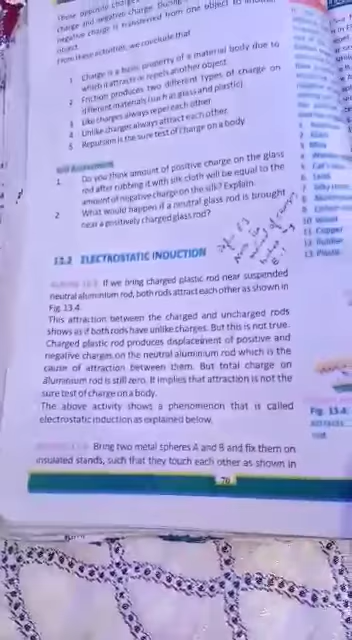 These opposite charges
charge and negative charge. During
negative charge is transferred from one object to another
object.
From these activities, we conclude that
1 Charge is a basic property of a material body due to
which it attracts or repels another object.
2 Friction produces two different types of charge on
different materials (such as glass and plastic).
3 Like charges always repel each other.
4 Unlike charges always attract each other.
5 Repulsion is the sure test of charge on a body.
Self Assessment
1. Do you think amount of positive charge on the glass
rod after rubbing it with silk cloth will be equal to the
amount of negative charge on the silk? Explain.
2. What would happen if a neutral glass rod is brought
near a positively charged glass rod?
13.2 ELECTROSTATIC INDUCTION
If we bring charged plastic rod near suspended
neutral aluminium rod, both rods attract each other as shown in
Fig. 13.4.
This attraction between the charged and uncharged rods
shows as if both rods have unlike charges. But this is not true.
Charged plastic rod produces displacement of positive and
negative charges on the neutral aluminium rod which is the
cause of attraction between them. But total charge on
aluminium rod is still zero. It implies that attraction is not the
sure test of charge on a body.
The above activity shows a phenomenon that is called
electrostatic induction as explained below.
Bring two metal spheres A and B and fix them on
insulated stands, such that they touch each other as shown in
76
10. Wood
11. Copper
12. Rubber
13. Plastic
Fig. 13.4:
attracts
rod